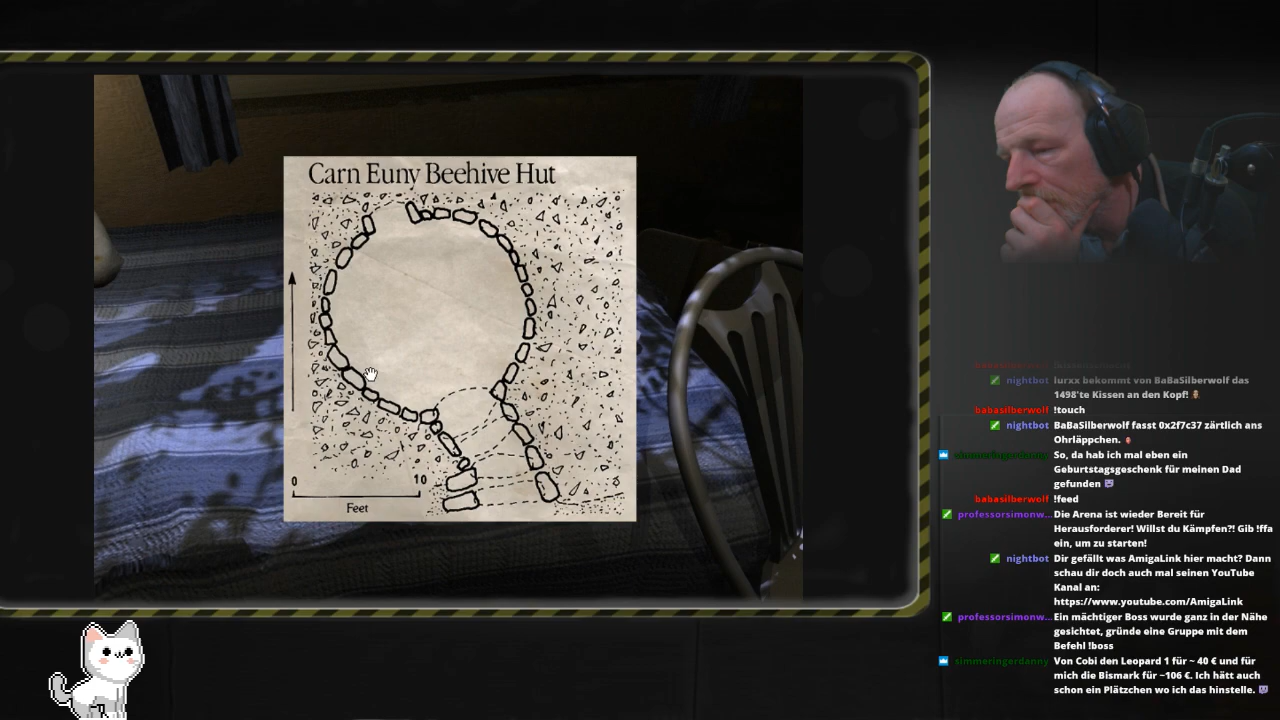 Carn Euny Beehive Hut
0 10
Feet
nightbot lurxx bekommt von BaBaSilberwolf das
1498'te Kissen an den Kopf!
babasilberwolf !touch
nightbot BaBaSilberwolf fasst 0x2f7c37 zärtlich ans
Ohrläppchen.
simmeringerdanny So, da hab ich mal eben ein
Geburtstagsgeschenk für meinen Dad
gefunden
babasilberwolf !feed
professorsimonw... Die Arena ist wieder Bereit für
Herausforderer! Willst du Kämpfen?! Gib !ffa
ein, um zu starten!
nightbot Dir gefällt was AmigaLink hier macht? Dann
schau dir doch auch mal seinen YouTube
Kanal an:
https://www.youtube.com/AmigaLink
professorsimonw... Ein mächtiger Boss wurde ganz in der Nähe
gesichtet, gründe eine Gruppe mit dem
Befehl !boss
simmeringerdanny Von Cobi den Leopard 1 für ~ 40 € und für
mich die Bismark für ~106 €. Ich hätt auch
schon ein Plätzchen wo ich das hinstelle.